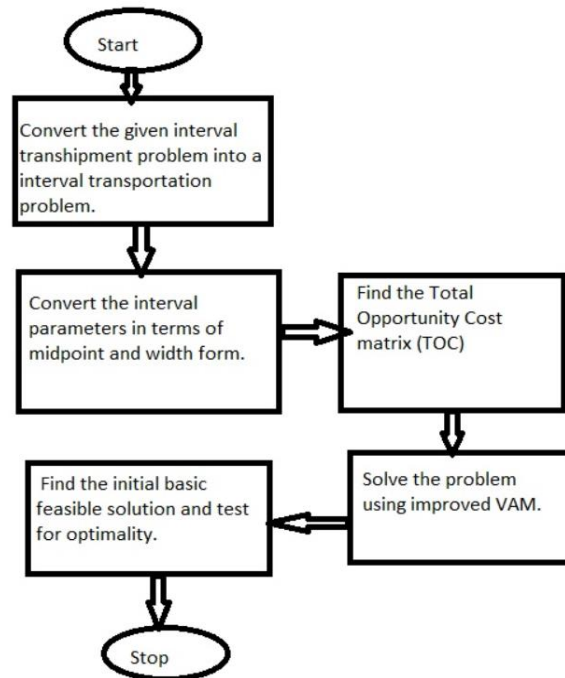 Start
Convert the given interval
transhipment problem into a
interval transportation
problem.
Convert the interval
parameters in terms of
midpoint and width form.
Find the Total
Opportunity Cost
matrix (TOC)
Solve the problem
using improved VAM.
Find the initial basic
feasible solution and test
for optimality.
Stop